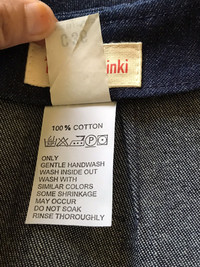 inki
100% COTTON
ONLY
GENTLE HANDWASH
WASH INSIDE OUT
WASH WITH
SIMILAR COLORS
SOME SMEARAGE
MAY OCCUR
DO NOT SOAK
RINSE THOROUGHLY